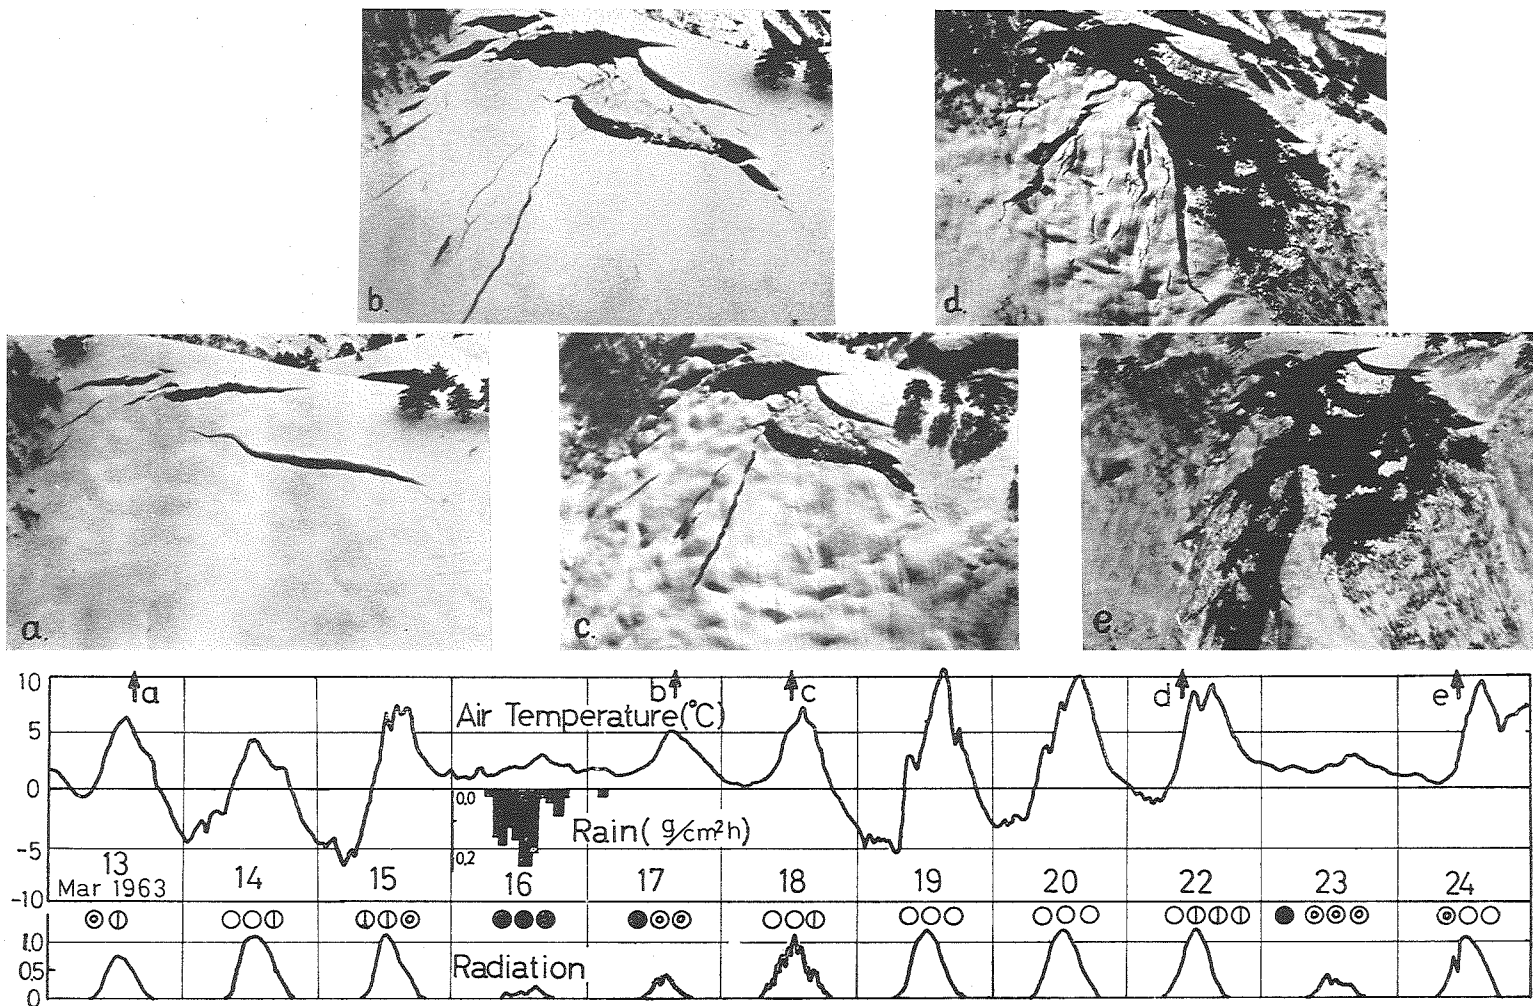 b.
d.
a.
c.
e.
10
5
0
-5
-10
a
b
c
d
e
Air Temperature(°C)
0,0
0,2
Rain( g/cm²h)
13
Mar 1963
14
15
16
17
18
19
20
22
23
24
1.0
0.5
0
Radiation